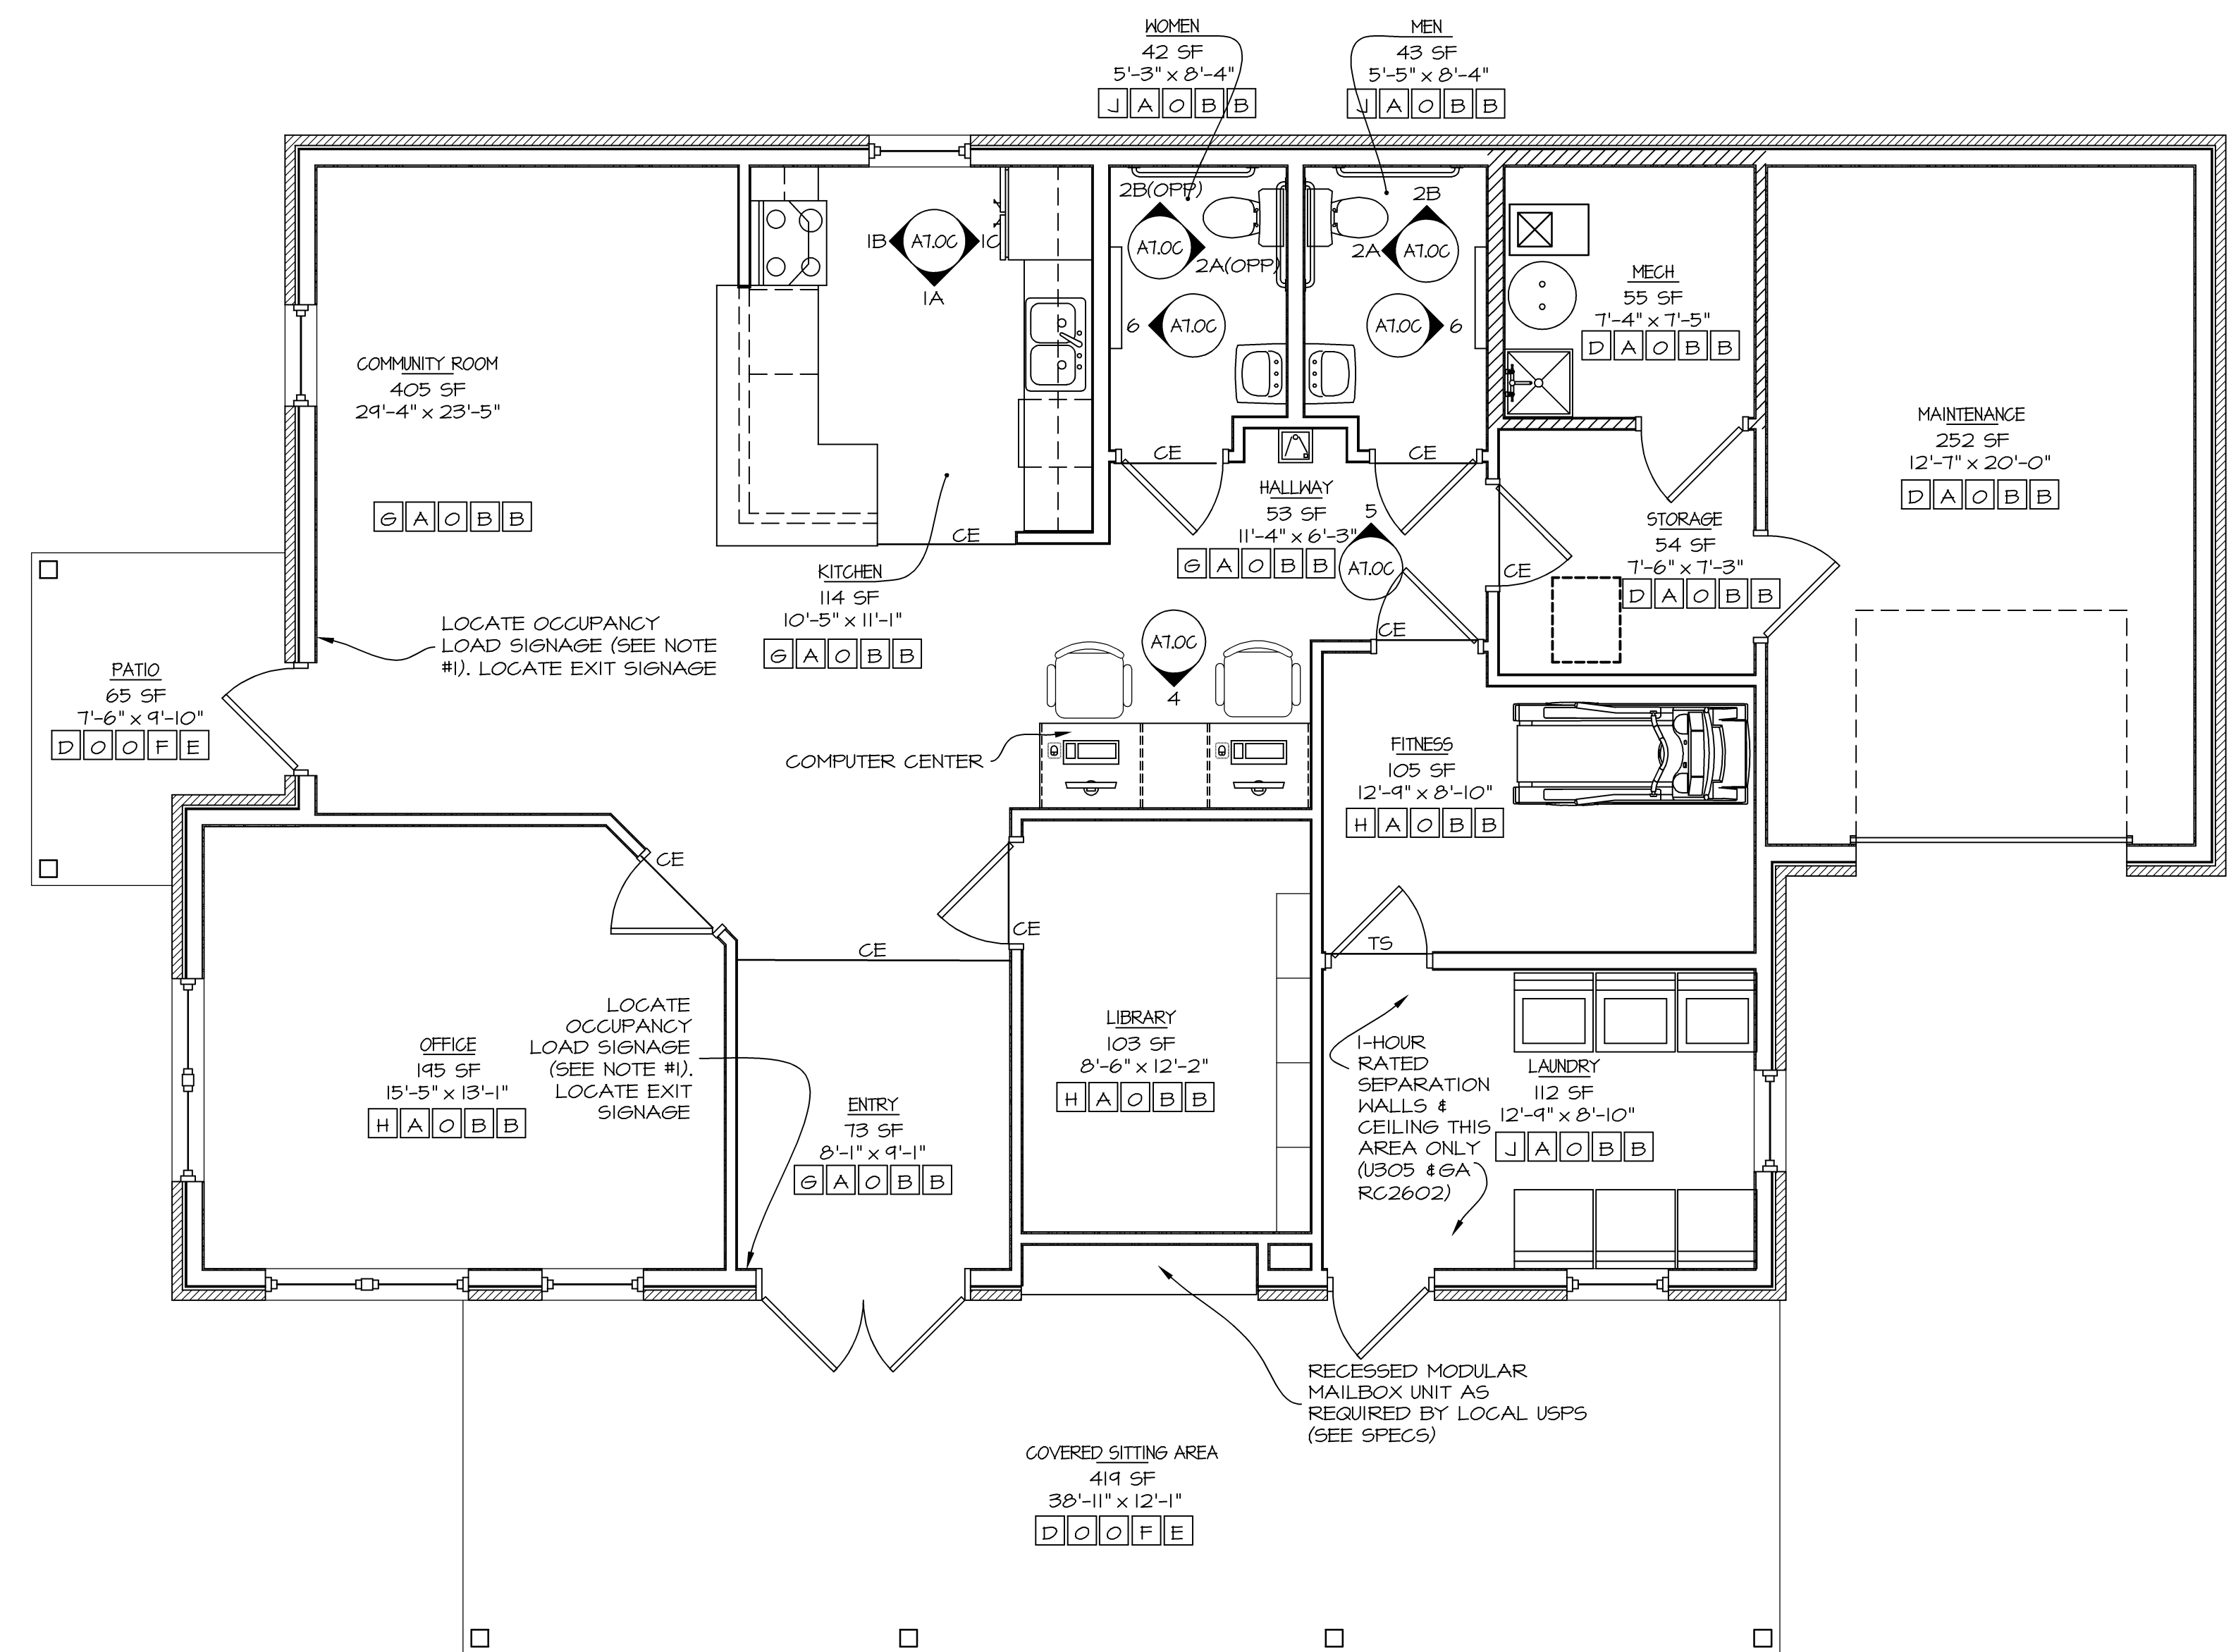 WOMEN
42 SF
5'-3" x 8'-4"
J A O B B
MEN
43 SF
5'-5" x 8'-4"
J A O B B
2B(OPP)
A7.0C
2A(OPP)
6
A7.0C
2B
2A
A7.0C
A7.0C
6
1B
A7.0C
1C
1A
MECH
55 SF
7'-4" x 7'-5"
D A O B B
COMMUNITY ROOM
405 SF
29'-4" x 23'-5"
G A O B B
MAINTENANCE
252 SF
12'-7" x 20'-0"
D A O B B
CE
CE
HALLWAY
53 SF
11'-4" x 6'-3"
G A O B B
5
A7.0C
STORAGE
54 SF
7'-6" x 7'-3"
D A O B B
CE
CE
CE
KITCHEN
114 SF
10'-5" x 11'-1"
G A O B B
LOCATE OCCUPANCY
LOAD SIGNAGE (SEE NOTE
#1). LOCATE EXIT SIGNAGE
A7.0C
4
PATIO
65 SF
7'-6" x 9'-10"
D O O F E
COMPUTER CENTER
FITNESS
105 SF
12'-9" x 8'-10"
H A O B B
CE
CE
CE
TS
LOCATE
OCCUPANCY
LOAD SIGNAGE
(SEE NOTE #1).
LOCATE EXIT
SIGNAGE
OFFICE
195 SF
15'-5" x 13'-1"
H A O B B
ENTRY
73 SF
8'-1" x 9'-1"
G A O B B
LIBRARY
103 SF
8'-6" x 12'-2"
H A O B B
1-HOUR
RATED
SEPARATION
WALLS &
CEILING THIS
AREA ONLY
(U305 & GA
RC2602)
LAUNDRY
112 SF
12'-9" x 8'-10"
J A O B B
RECESSED MODULAR
MAILBOX UNIT AS
REQUIRED BY LOCAL USPS
(SEE SPECS)
COVERED SITTING AREA
419 SF
38'-11" x 12'-1"
D O O F E